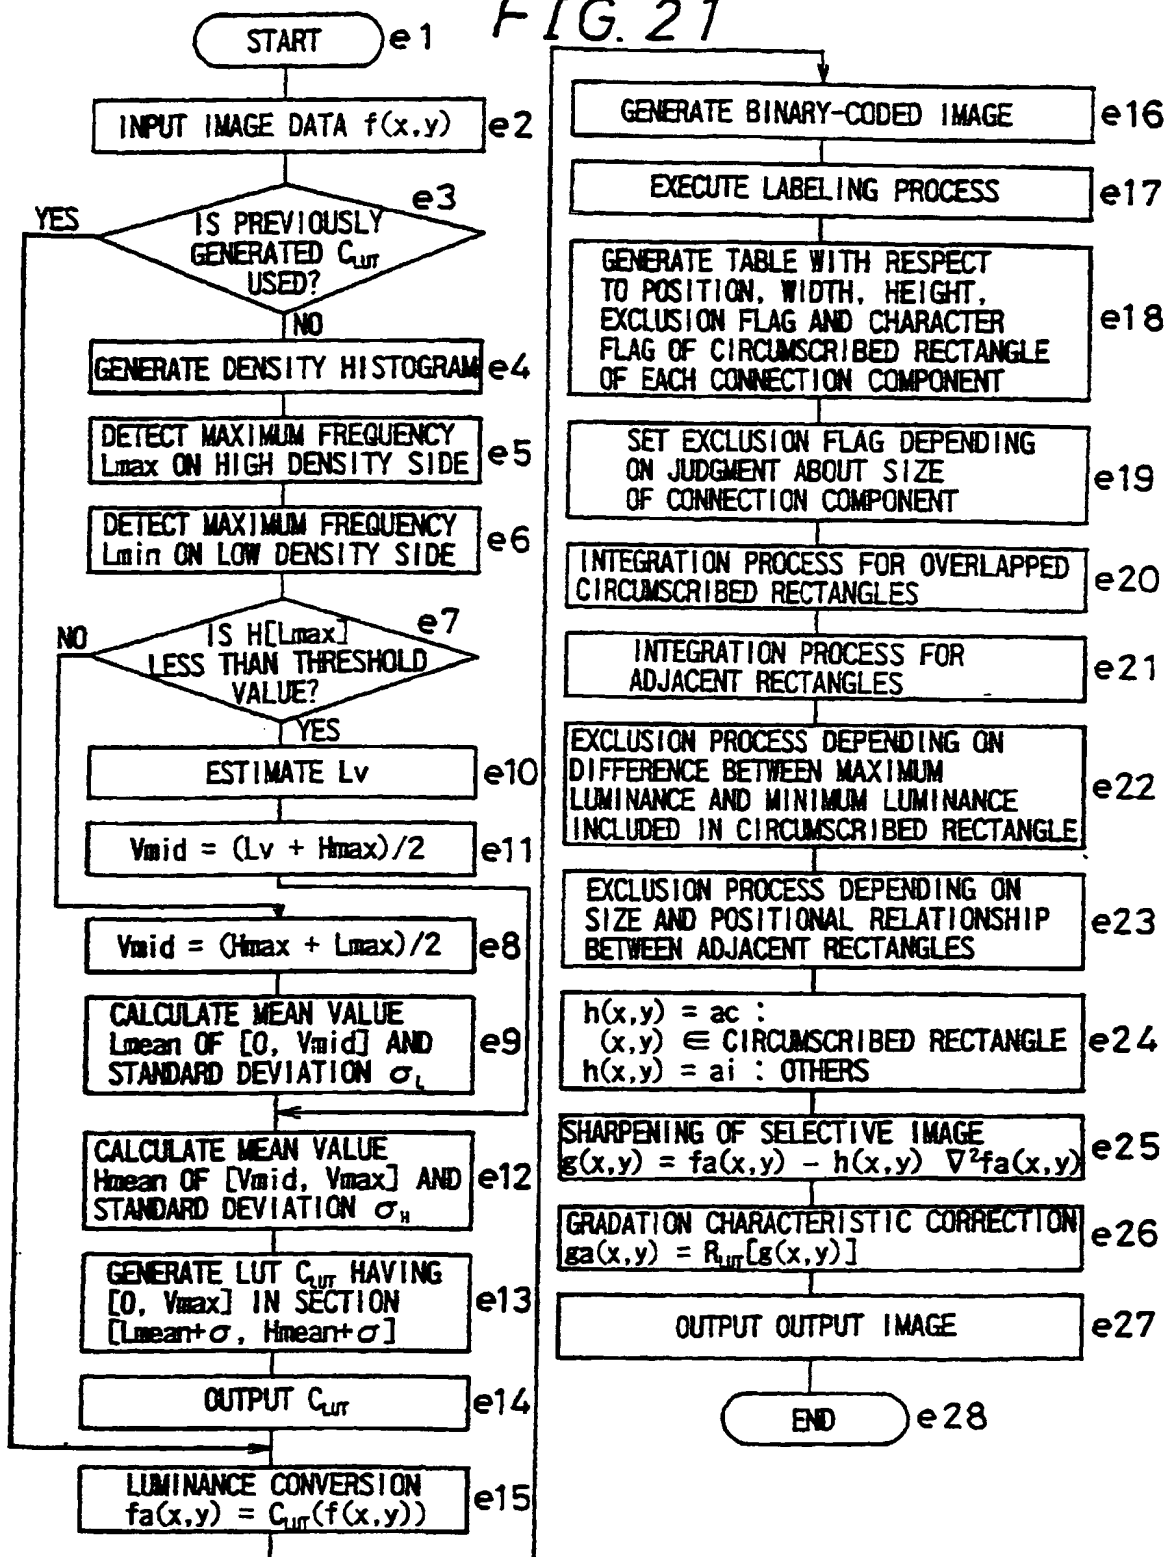 FIG. 21
START
e1
INPUT IMAGE DATA f(x,y)
e2
e3
YES
IS PREVIOUSLY
GENERATED CLUT
USED?
NO
GENERATE DENSITY HISTOGRAM
e4
DETECT MAXIMUM FREQUENCY
Lmax ON HIGH DENSITY SIDE
e5
DETECT MAXIMUM FREQUENCY
Lmin ON LOW DENSITY SIDE
e6
e7
NO
IS H[Lmax]
LESS THAN THRESHOLD
VALUE?
YES
ESTIMATE Lv
e10
Vmid = (Lv + Hmax)/2
e11
Vmid = (Hmax + Lmax)/2
e8
CALCULATE MEAN VALUE
Lmean OF [0, Vmid] AND
STANDARD DEVIATION σL
e9
CALCULATE MEAN VALUE
Hmean OF [Vmid, Vmax] AND
STANDARD DEVIATION σH
e12
GENERATE LUT CLUT HAVING
[0, Vmax] IN SECTION
[Lmean+σ, Hmean+σ]
e13
OUTPUT CLUT
e14
LUMINANCE CONVERSION
fa(x,y) = CLUT(f(x,y))
e15
GENERATE BINARY-CODED IMAGE
e16
EXECUTE LABELING PROCESS
e17
GENERATE TABLE WITH RESPECT
TO POSITION, WIDTH, HEIGHT,
EXCLUSION FLAG AND CHARACTER
FLAG OF CIRCUMSCRIBED RECTANGLE
OF EACH CONNECTION COMPONENT
e18
SET EXCLUSION FLAG DEPENDING
ON JUDGMENT ABOUT SIZE
OF CONNECTION COMPONENT
e19
INTEGRATION PROCESS FOR OVERLAPPED
CIRCUMSCRIBED RECTANGLES
e20
INTEGRATION PROCESS FOR
ADJACENT RECTANGLES
e21
EXCLUSION PROCESS DEPENDING ON
DIFFERENCE BETWEEN MAXIMUM
LUMINANCE AND MINIMUM LUMINANCE
INCLUDED IN CIRCUMSCRIBED RECTANGLE
e22
EXCLUSION PROCESS DEPENDING ON
SIZE AND POSITIONAL RELATIONSHIP
BETWEEN ADJACENT RECTANGLES
e23
h(x,y) = ac :
(x,y) ∈ CIRCUMSCRIBED RECTANGLE
h(x,y) = ai : OTHERS
e24
SHARPENING OF SELECTIVE IMAGE
g(x,y) = fa(x,y) − h(x,y) ∇²fa(x,y)
e25
GRADATION CHARACTERISTIC CORRECTION
ga(x,y) = RLUT[g(x,y)]
e26
OUTPUT OUTPUT IMAGE
e27
END
e28